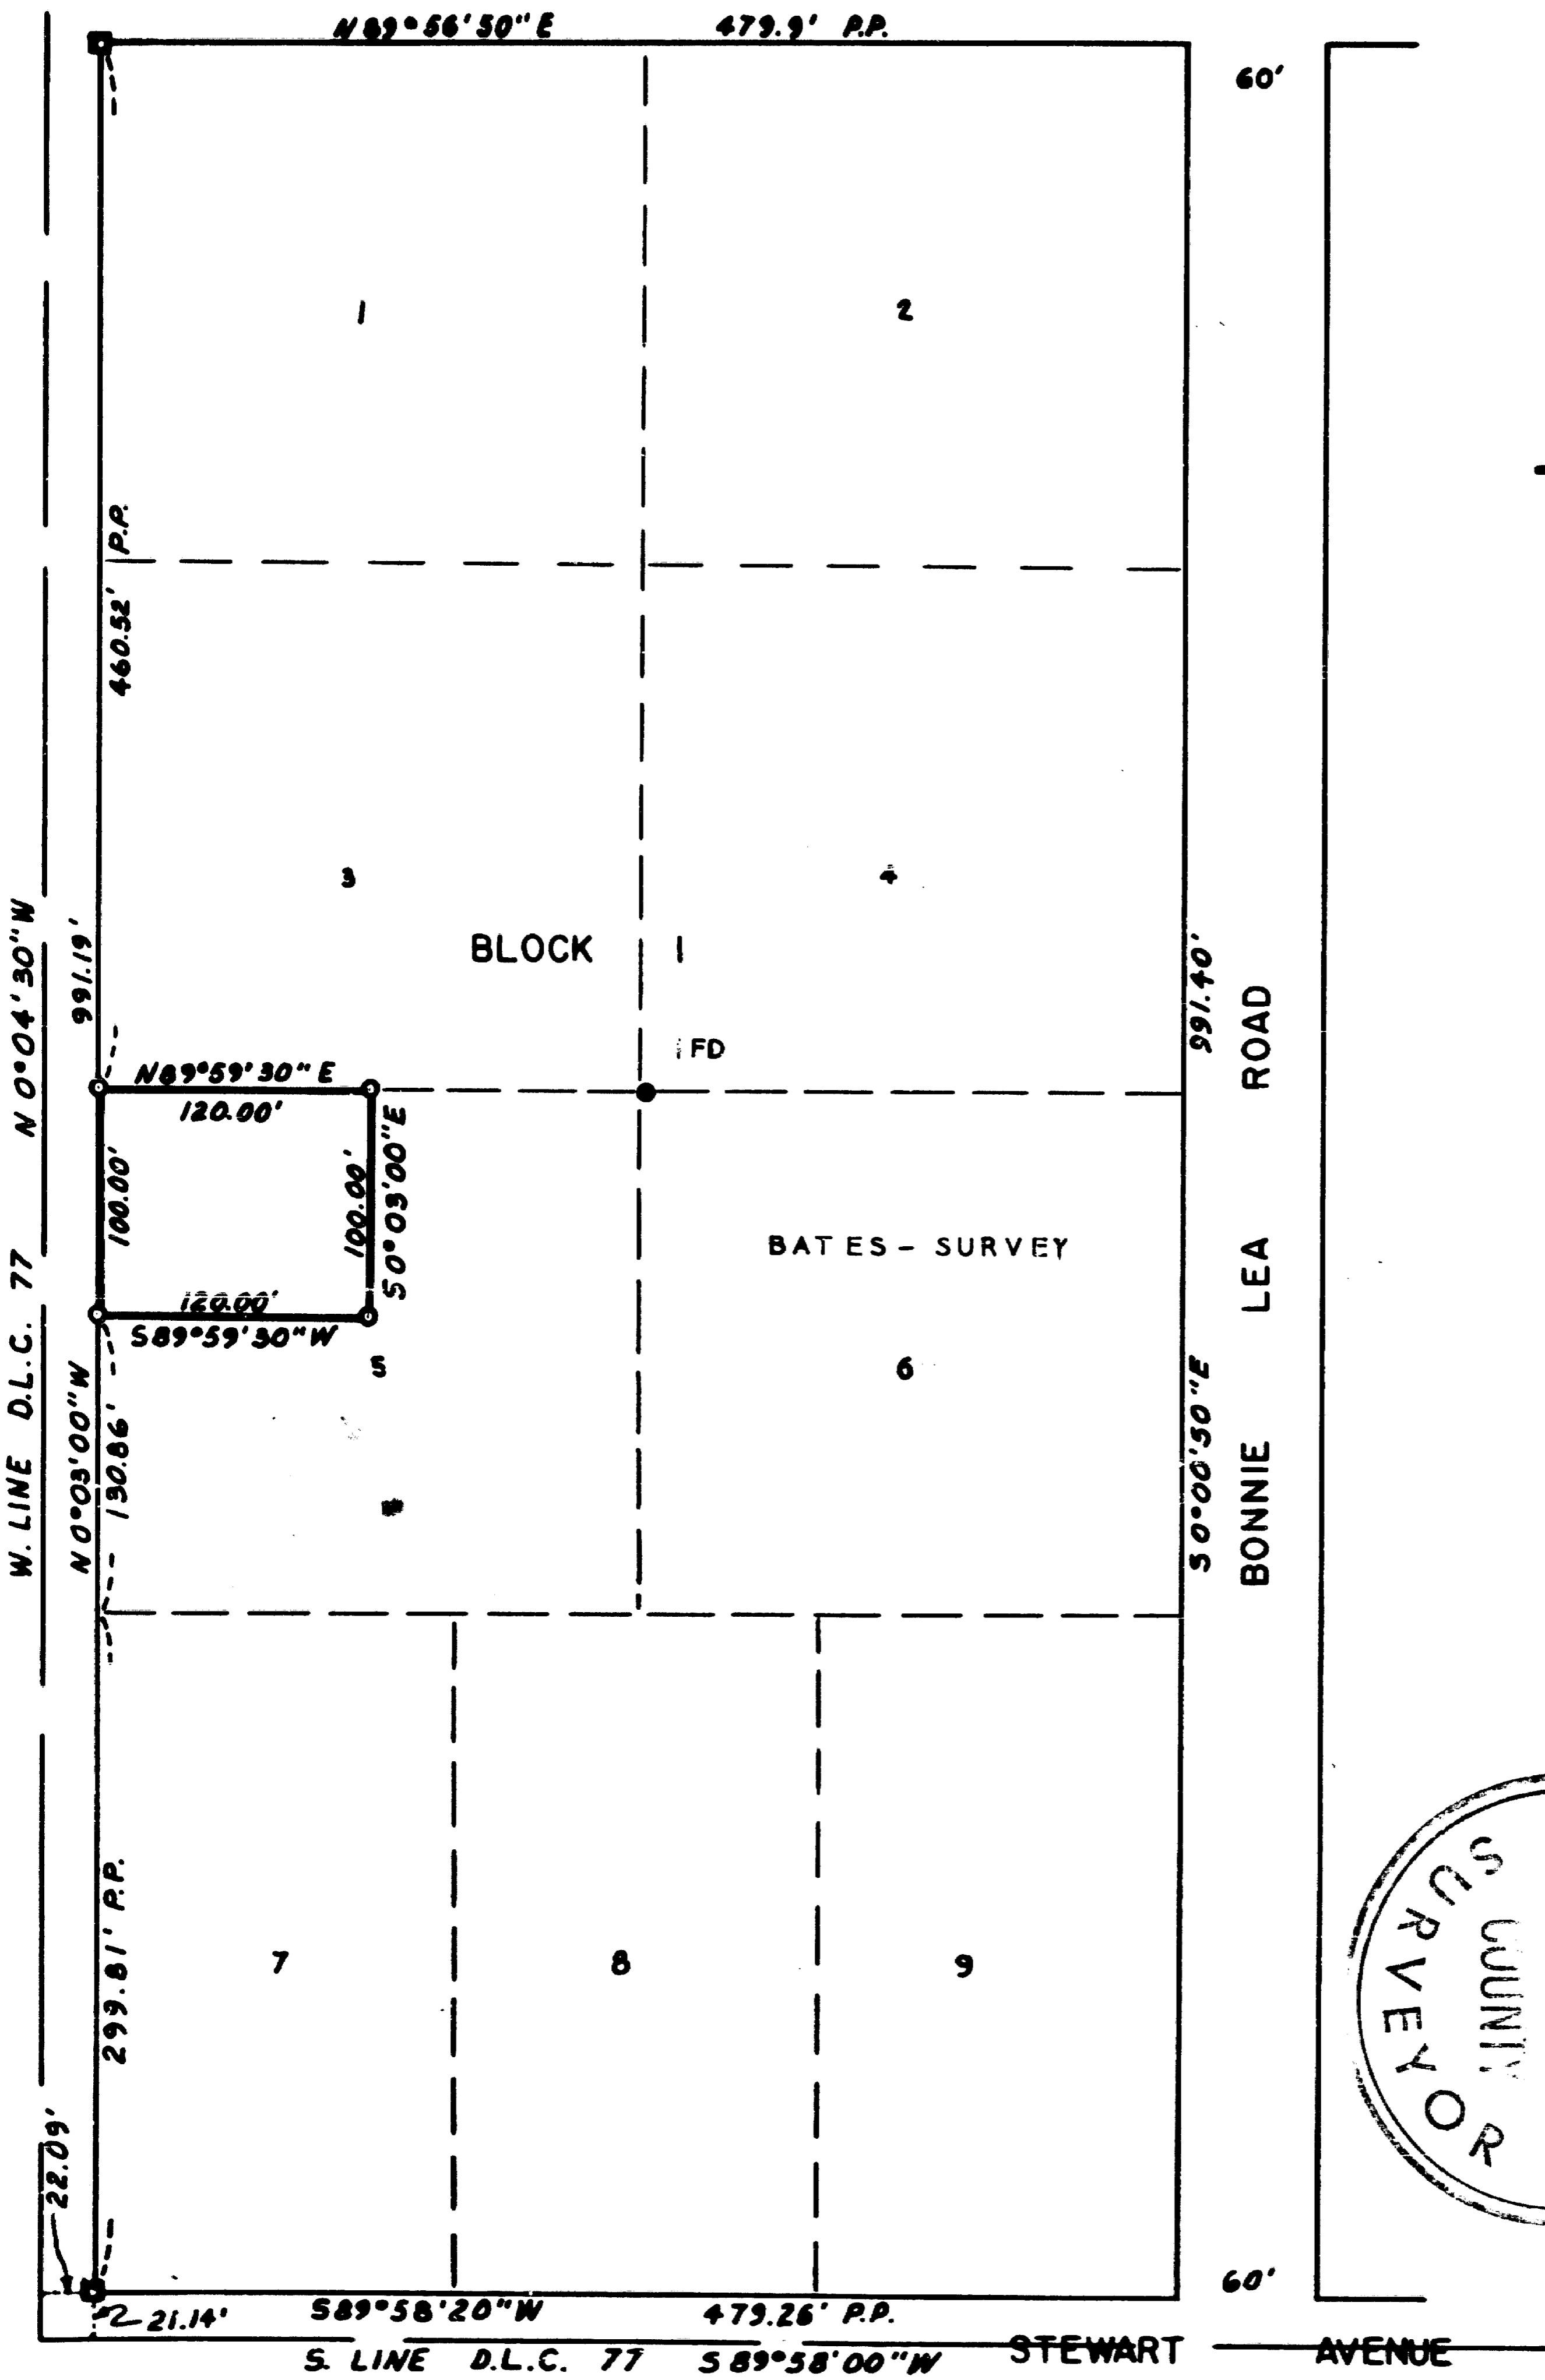 N89°56'50"E 479.9' P.P.
60'
1
2
460.52' P.P.
3
4
BLOCK 1
N0°04'30"W
991.19'
991.40'
FD
N89°59'30"E
120.00'
100.00'
100.00'
S0°03'00"E
120.00'
S89°59'30"W
BATES - SURVEY
5
6
W. LINE D.L.C. 77
N0°03'00"W
130.86'
S0°00'50"E
BONNIE LEA ROAD
299.81' P.P.
7
8
9
22.09'
21.14'
S89°58'20"W 479.26' P.P.
60'
S. LINE D.L.C. 77 S89°58'00"W
STEWART AVENUE
SURVEYOR
COUNTY